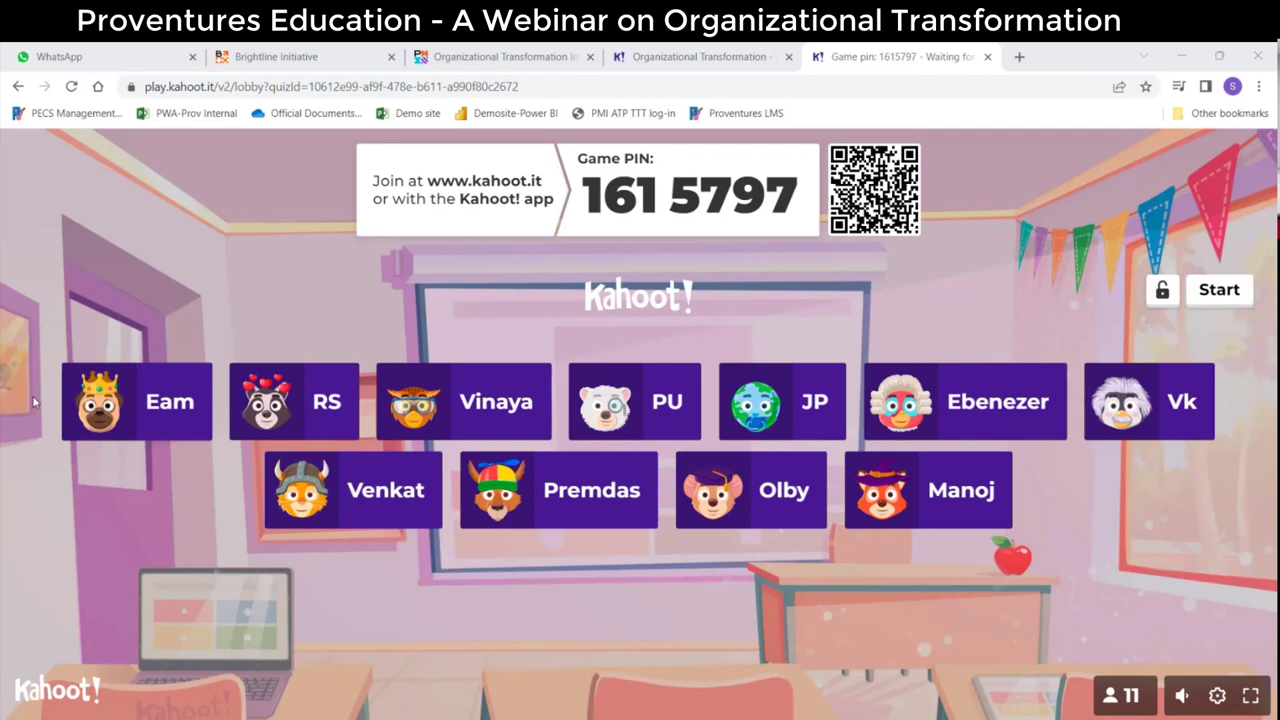 Proventures Education - A Webinar on Organizational Transformation
WhatsApp
Brightline Initiative
Organizational Transformation In
Organizational Transformation -
Game pin: 1615797 - Waiting for
play.kahoot.it/v2/lobby?quizId=10612e99-af9f-478e-b611-a990f80c2672
PECS Management...
PWA-Prov Internal
Official Documents...
Demo site
Demosite-Power BI
PMI ATP TTT log-in
Proventures LMS
Other bookmarks
Join at www.kahoot.it
or with the Kahoot! app
Game PIN:
161 5797
Kahoot!
Start
Eam
RS
Vinaya
PU
JP
Ebenezer
Vk
Venkat
Premdas
Olby
Manoj
Kahoot!
Kahoot!
11